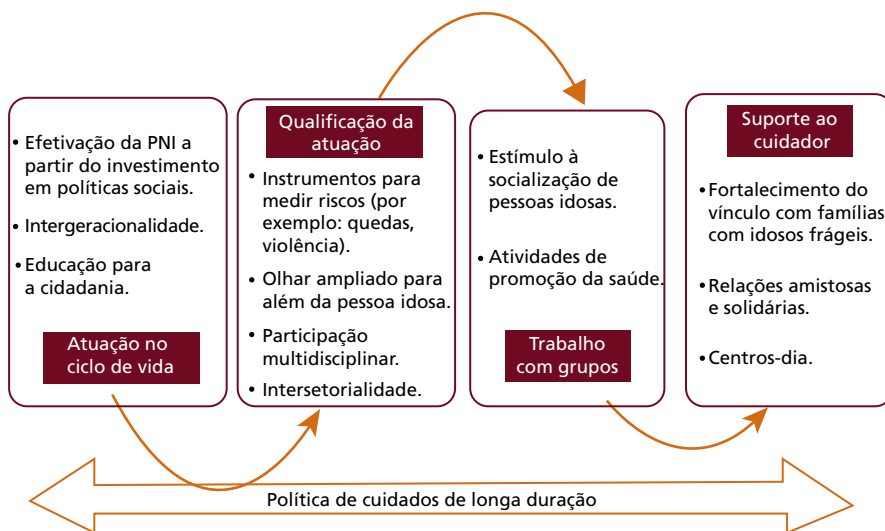 • Efetivação da PNI a
partir do investimento
em políticas sociais.
• Intergeracionalidade.
• Educação para
a cidadania.
Atuação no
ciclo de vida
Qualificação da
atuação
• Instrumentos para
medir riscos (por
exemplo: quedas,
violência).
• Olhar ampliado para
além da pessoa idosa.
• Participação
multidisciplinar.
• Intersetorialidade.
• Estímulo à
socialização de
pessoas idosas.
• Atividades de
promoção da saúde.
Trabalho
com grupos
Suporte ao
cuidador
• Fortalecimento do
vínculo com famílias
com idosos frágeis.
• Relações amistosas
e solidárias.
• Centros-dia.
Política de cuidados de longa duração